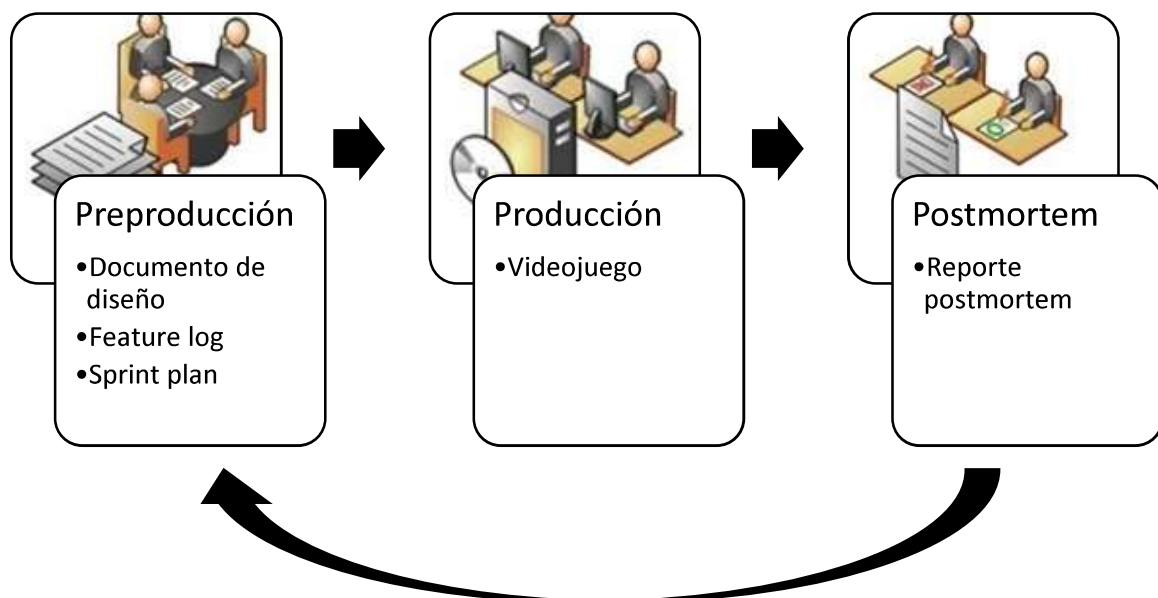 Preproducción
•Documento de
diseño
•Feature log
•Sprint plan
Producción
•Videojuego
Postmortem
•Reporte
postmortem